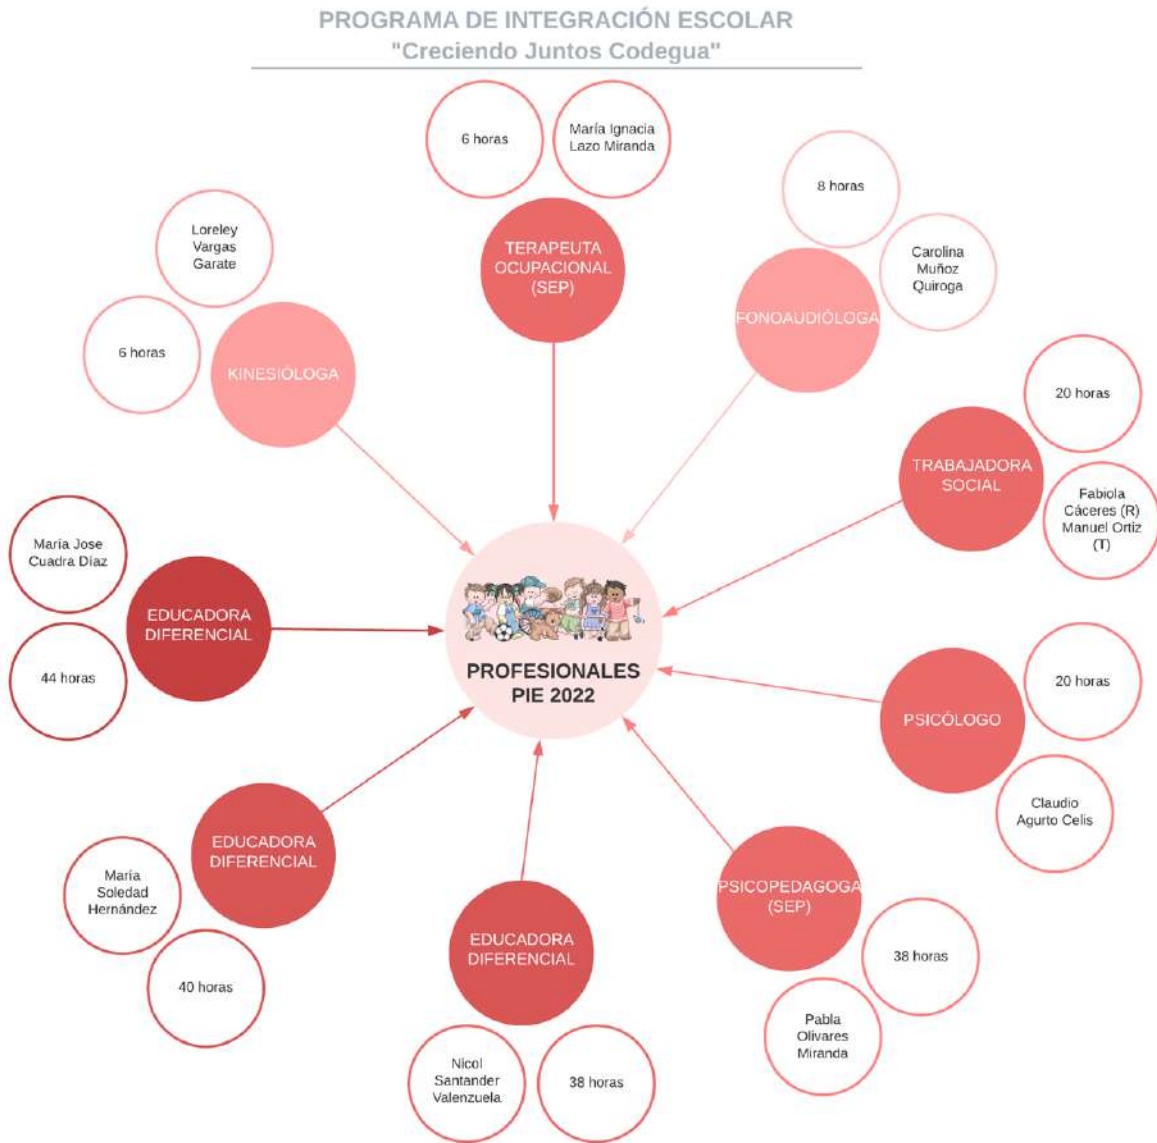 PROGRAMA DE INTEGRACIÓN ESCOLAR
"Creciendo Juntos Codegua"
6 horas
María Ignacia
Lazo Miranda
TERAPEUTA
OCUPACIONAL
(SEP)
8 horas
Carolina
Muñoz
Quiroga
FONOAUDIÓLOGA
Loreley
Vargas
Garate
6 horas
KINESIÓLOGA
20 horas
TRABAJADORA
SOCIAL
Fabiola
Cáceres (R)
Manuel Ortiz
(T)
María Jose
Cuadra Díaz
EDUCADORA
DIFERENCIAL
44 horas
PROFESIONALES
PIE 2022
20 horas
PSICÓLOGO
Claudio
Agurto Celis
EDUCADORA
DIFERENCIAL
María
Soledad
Hernández
40 horas
EDUCADORA
DIFERENCIAL
Nicol
Santander
Valenzuela
38 horas
PSICOPEDAGOGA
(SEP)
38 horas
Pabla
Olivares
Miranda